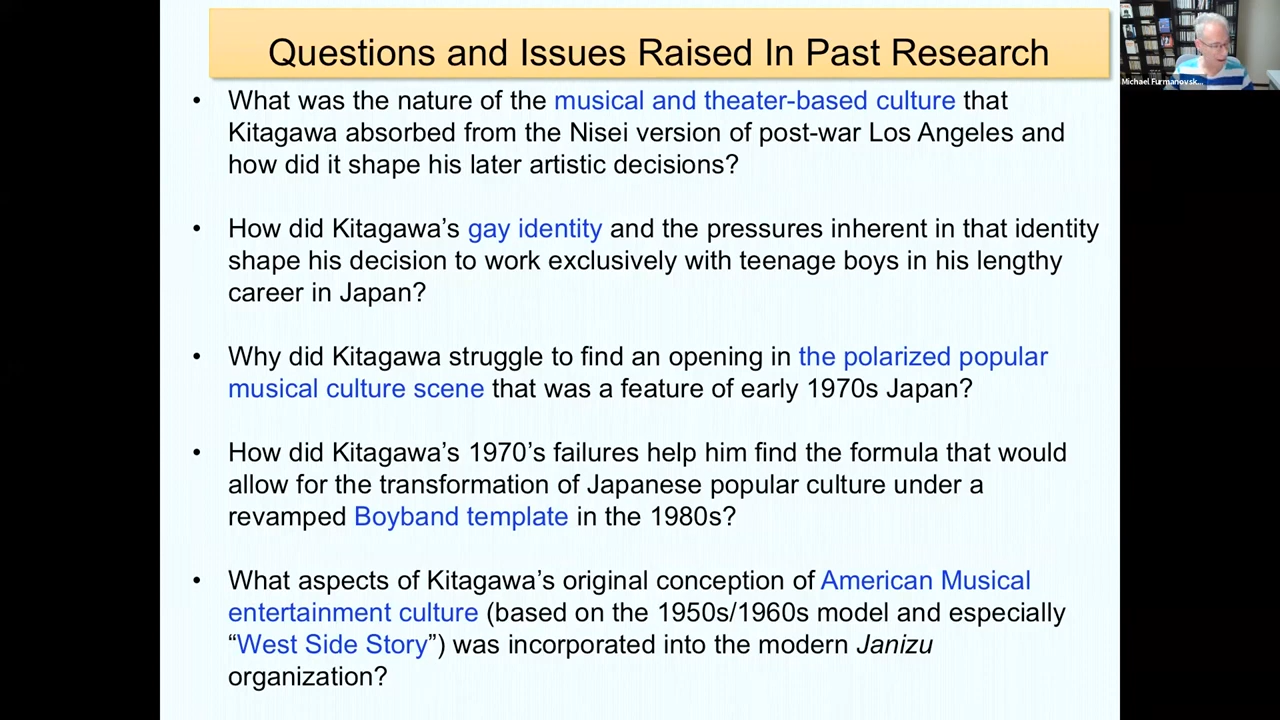 Questions and Issues Raised In Past Research
Michael Furmanovsk...
• What was the nature of the musical and theater-based culture that
Kitagawa absorbed from the Nisei version of post-war Los Angeles and
how did it shape his later artistic decisions?
• How did Kitagawa’s gay identity and the pressures inherent in that identity
shape his decision to work exclusively with teenage boys in his lengthy
career in Japan?
• Why did Kitagawa struggle to find an opening in the polarized popular
musical culture scene that was a feature of early 1970s Japan?
• How did Kitagawa’s 1970’s failures help him find the formula that would
allow for the transformation of Japanese popular culture under a
revamped Boyband template in the 1980s?
• What aspects of Kitagawa’s original conception of American Musical
entertainment culture (based on the 1950s/1960s model and especially
“West Side Story”) was incorporated into the modern Janizu
organization?